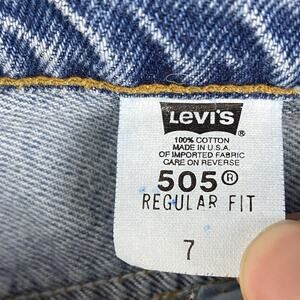 LEVI'S®
100% COTTON
MADE IN U.S.A.
OF IMPORTED FABRIC
CARE ON REVERSE
505®
REGULAR FIT
7